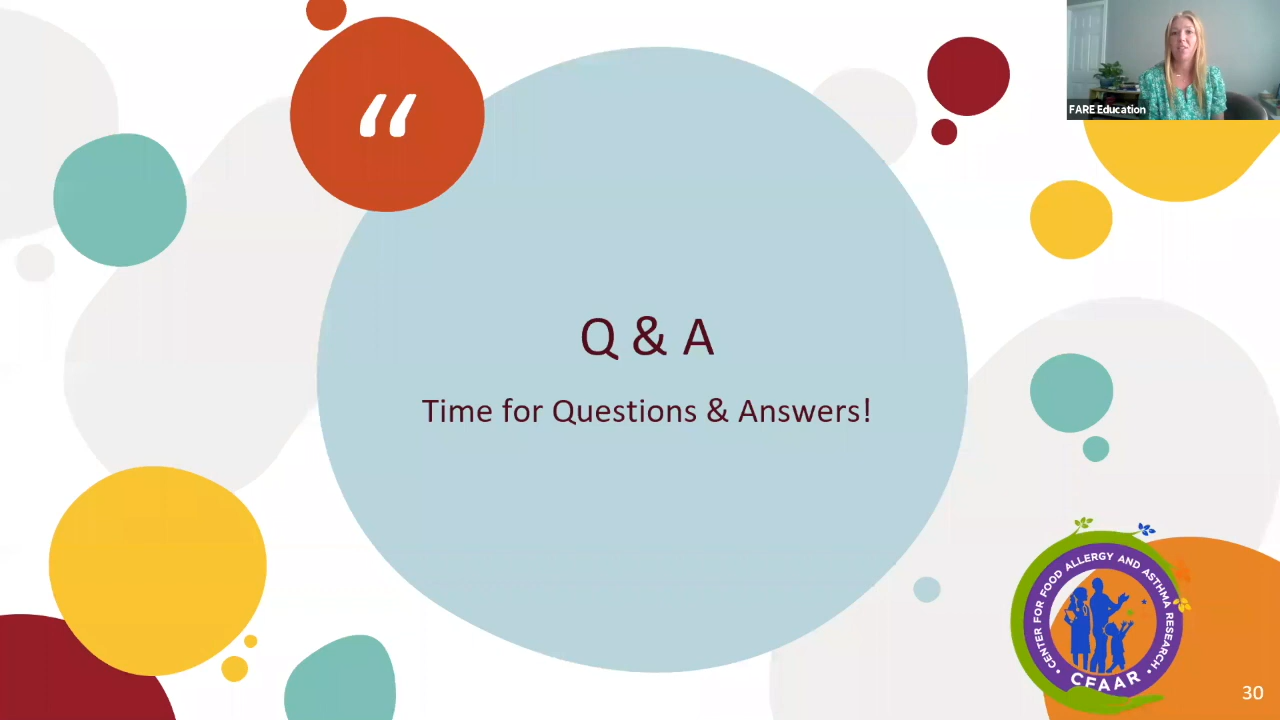 “
FARE Education
Q & A
Time for Questions & Answers!
CENTER FOR FOOD ALLERGY AND ASTHMA RESEARCH
CFAAR
30